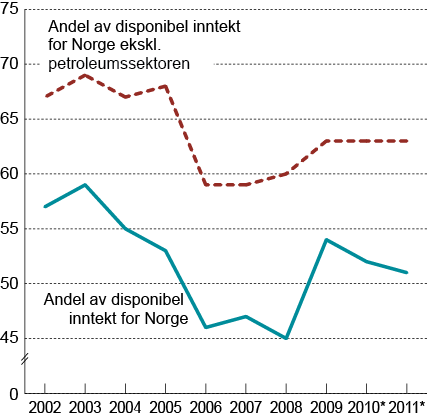 75
Andel av disponibel inntekt
for Norge ekskl.
petroleumssektoren
70
65
60
55
50
Andel av disponibel
inntekt for Norge
45
0
2002 2003 2004 2005 2006 2007 2008 2009 2010* 2011*